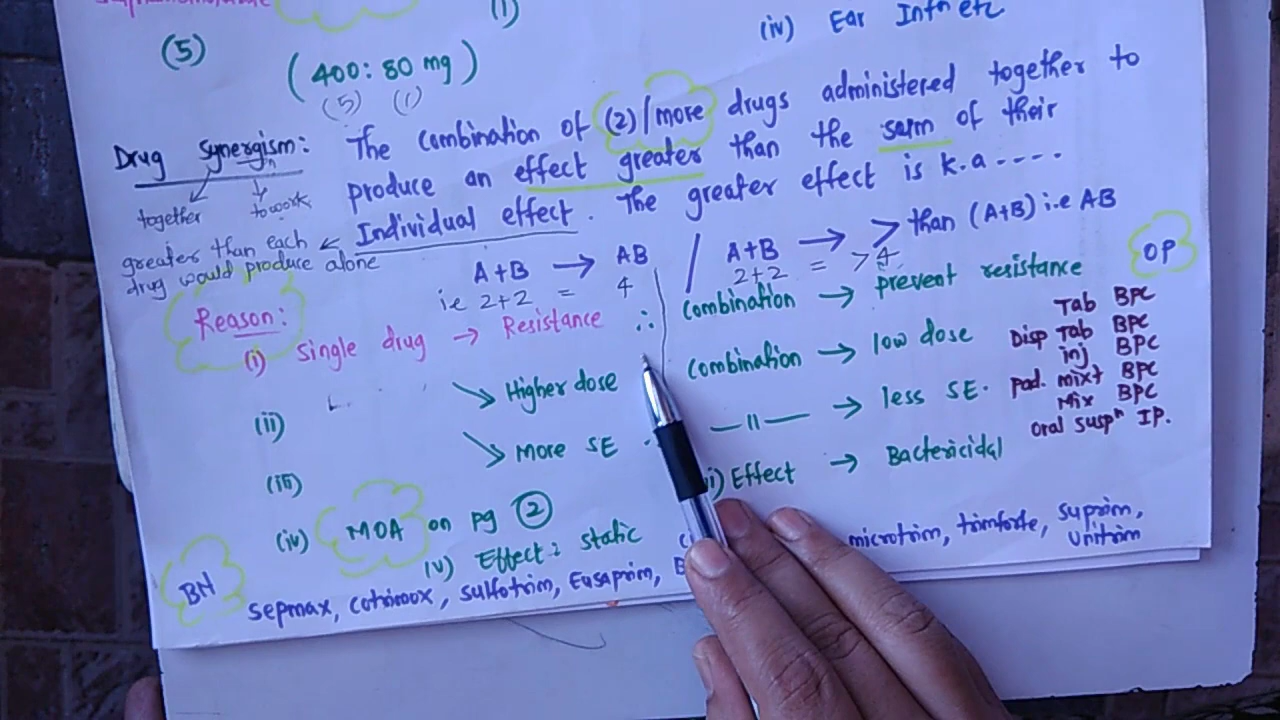 (i)
(iv) Ear Infⁿ etc
(5)
(400: 80 mg)
(5) (1)
Drug Synergism: The combination of (2)/more drugs administered together to
produce an effect greater than the sum of their
Individual effect. The greater effect is k.a ----.
together to work
greater than each
drug would produce alone
A+B → AB / A+B → > than (A+B) i.e AB
i.e 2+2 = 4 2+2 = >4
OP
Reason:
(i) single drug → Resistance ∴ combination → prevent resistance
(ii) Higher dose combination → low dose
(iii) More SE —〃— → less SE.
(iv) MOA on pg 2
iv) Effect: static Effect → Bactericidal
Tab BPC
Disp Tab BPC
inj BPC
pad. mixt BPC
Mix BPC
oral suspⁿ IP.
BN
sepmax, cotrimox, sulfotrim, Eusaprim, microtrim, trimforte, suprim,
unitrim